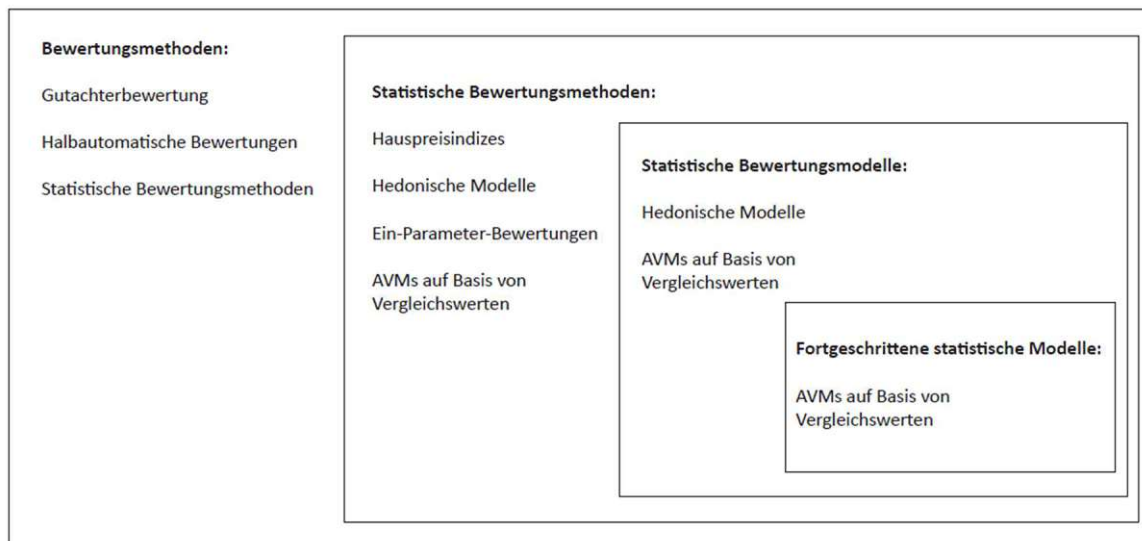 Bewertungsmethoden:
Gutachterbewertung
Halbautomatische Bewertungen
Statistische Bewertungsmethoden
Statistische Bewertungsmethoden:
Hauspreisindizes
Hedonische Modelle
Ein-Parameter-Bewertungen
AVMs auf Basis von
Vergleichswerten
Statistische Bewertungsmodelle:
Hedonische Modelle
AVMs auf Basis von
Vergleichswerten
Fortgeschrittene statistische Modelle:
AVMs auf Basis von
Vergleichswerten